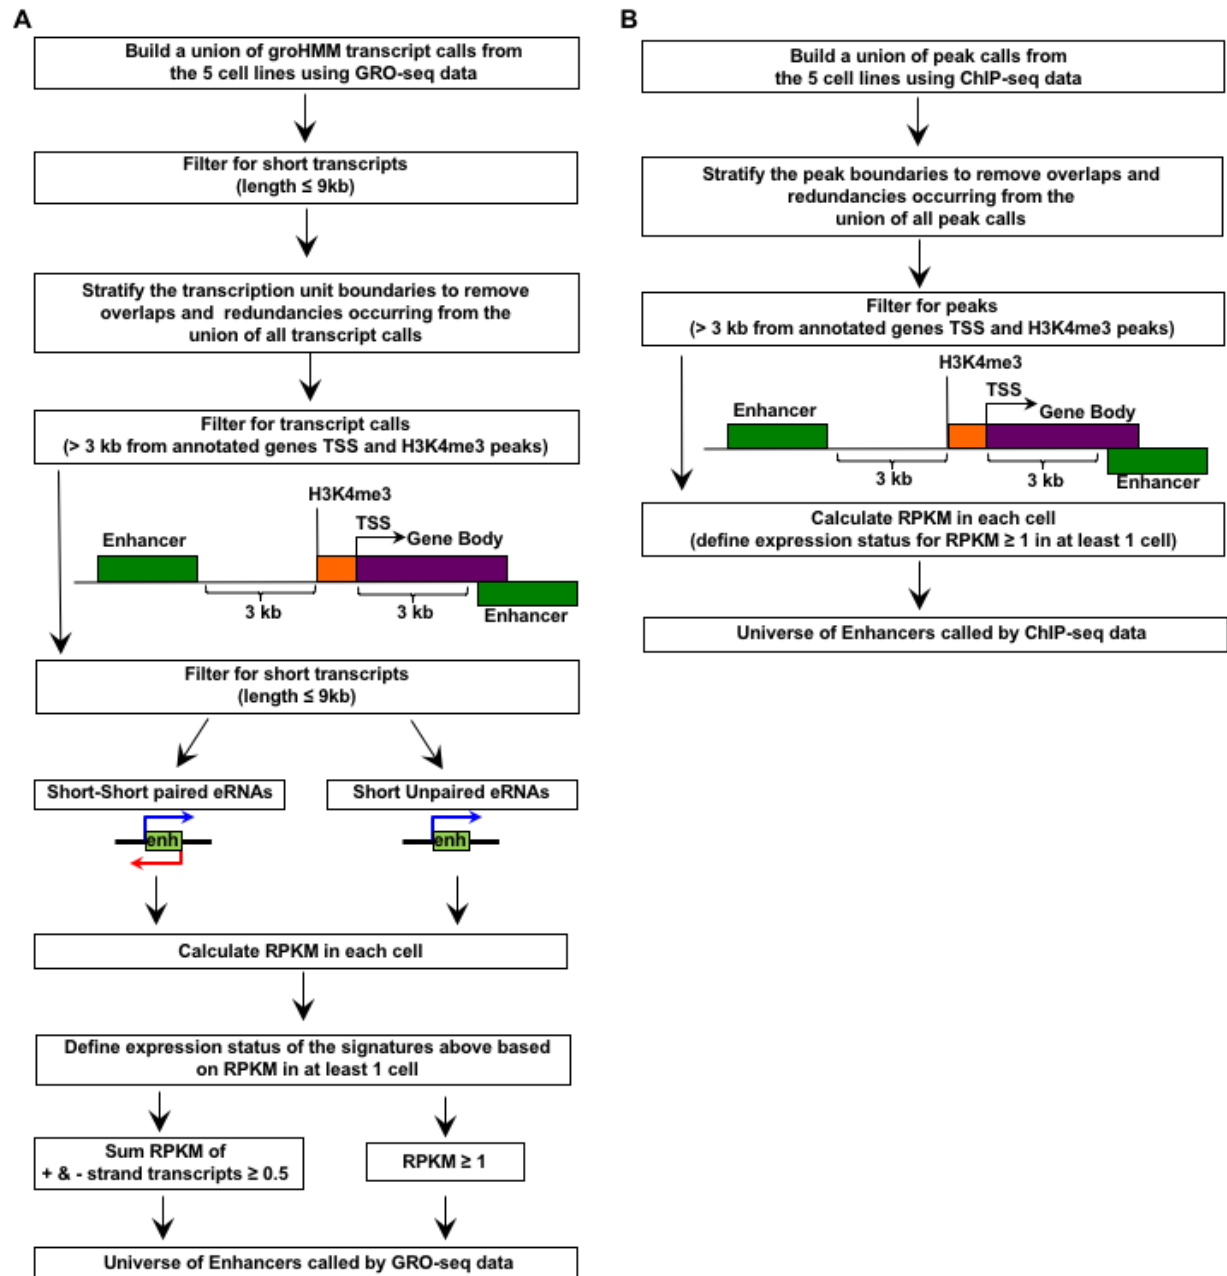 A
Build a union of groHMM transcript calls from
the 5 cell lines using GRO-seq data
Filter for short transcripts
(length ≤ 9kb)
Stratify the transcription unit boundaries to remove
overlaps and redundancies occurring from the
union of all transcript calls
Filter for transcript calls
(> 3 kb from annotated genes TSS and H3K4me3 peaks)
H3K4me3
TSS
Enhancer
Gene Body
3 kb
3 kb
Enhancer
Filter for short transcripts
(length ≤ 9kb)
Short-Short paired eRNAs
Short Unpaired eRNAs
enh
enh
Calculate RPKM in each cell
Define expression status of the signatures above based
on RPKM in at least 1 cell
Sum RPKM of
+ & - strand transcripts ≥ 0.5
RPKM ≥ 1
Universe of Enhancers called by GRO-seq data
B
Build a union of peak calls from
the 5 cell lines using ChIP-seq data
Stratify the peak boundaries to remove overlaps and
redundancies occurring from the
union of all peak calls
Filter for peaks
(> 3 kb from annotated genes TSS and H3K4me3 peaks)
H3K4me3
TSS
Enhancer
Gene Body
3 kb
3 kb
Enhancer
Calculate RPKM in each cell
(define expression status for RPKM ≥ 1 in at least 1 cell)
Universe of Enhancers called by ChIP-seq data